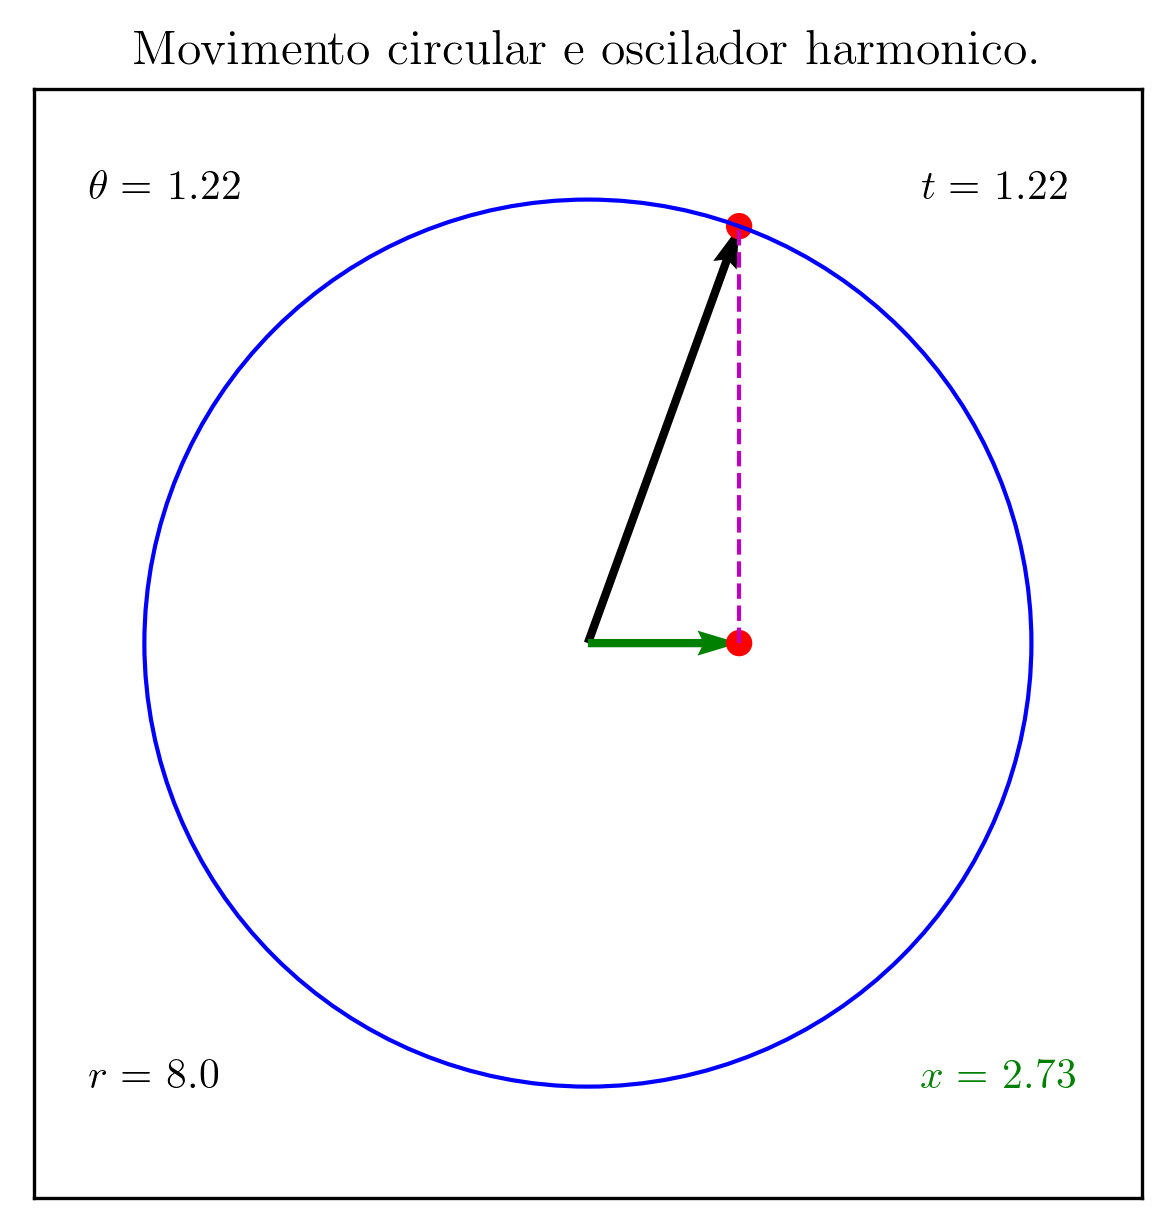 Movimento circular e oscilador harmonico.
θ = 1.22
t = 1.22
r = 8.0
x = 2.73